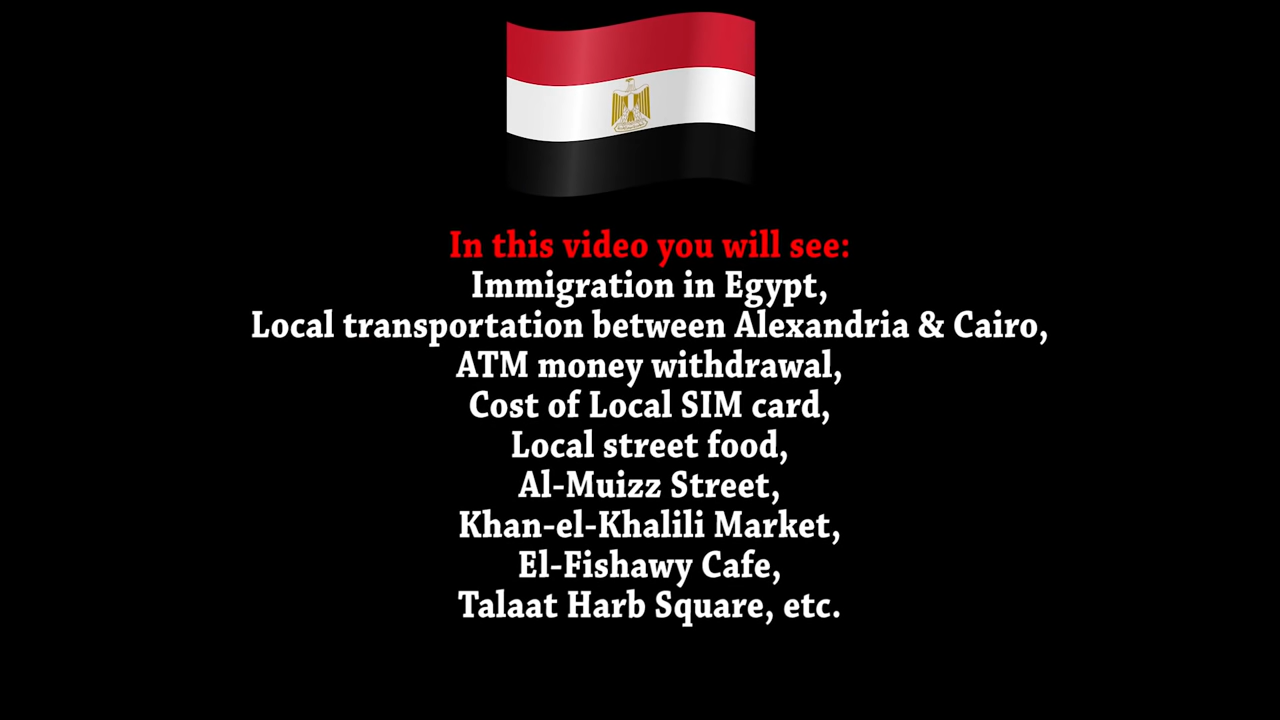 In this video you will see:
Immigration in Egypt,
Local transportation between Alexandria & Cairo,
ATM money withdrawal,
Cost of Local SIM card,
Local street food,
Al-Muizz Street,
Khan-el-Khalili Market,
El-Fishawy Cafe,
Talaat Harb Square, etc.